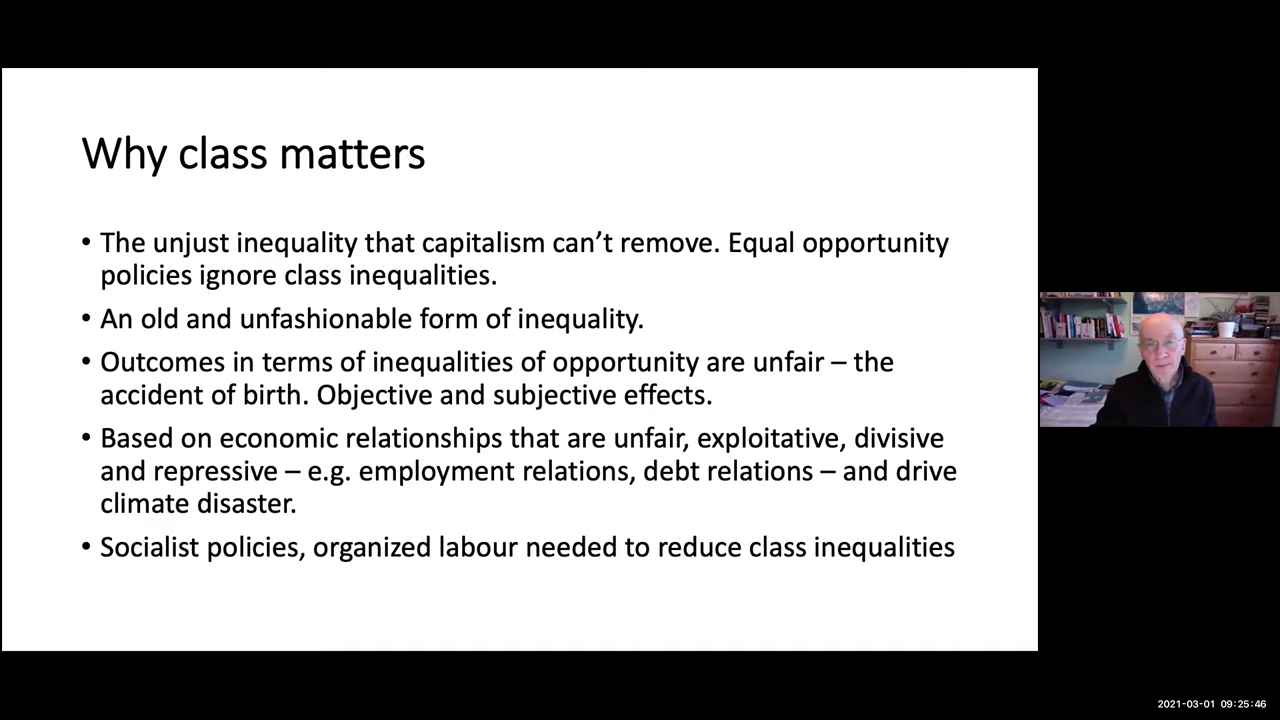 Why class matters
• The unjust inequality that capitalism can’t remove. Equal opportunity
policies ignore class inequalities.
• An old and unfashionable form of inequality.
• Outcomes in terms of inequalities of opportunity are unfair – the
accident of birth. Objective and subjective effects.
• Based on economic relationships that are unfair, exploitative, divisive
and repressive – e.g. employment relations, debt relations – and drive
climate disaster.
• Socialist policies, organized labour needed to reduce class inequalities
2021-03-01 09:25:46